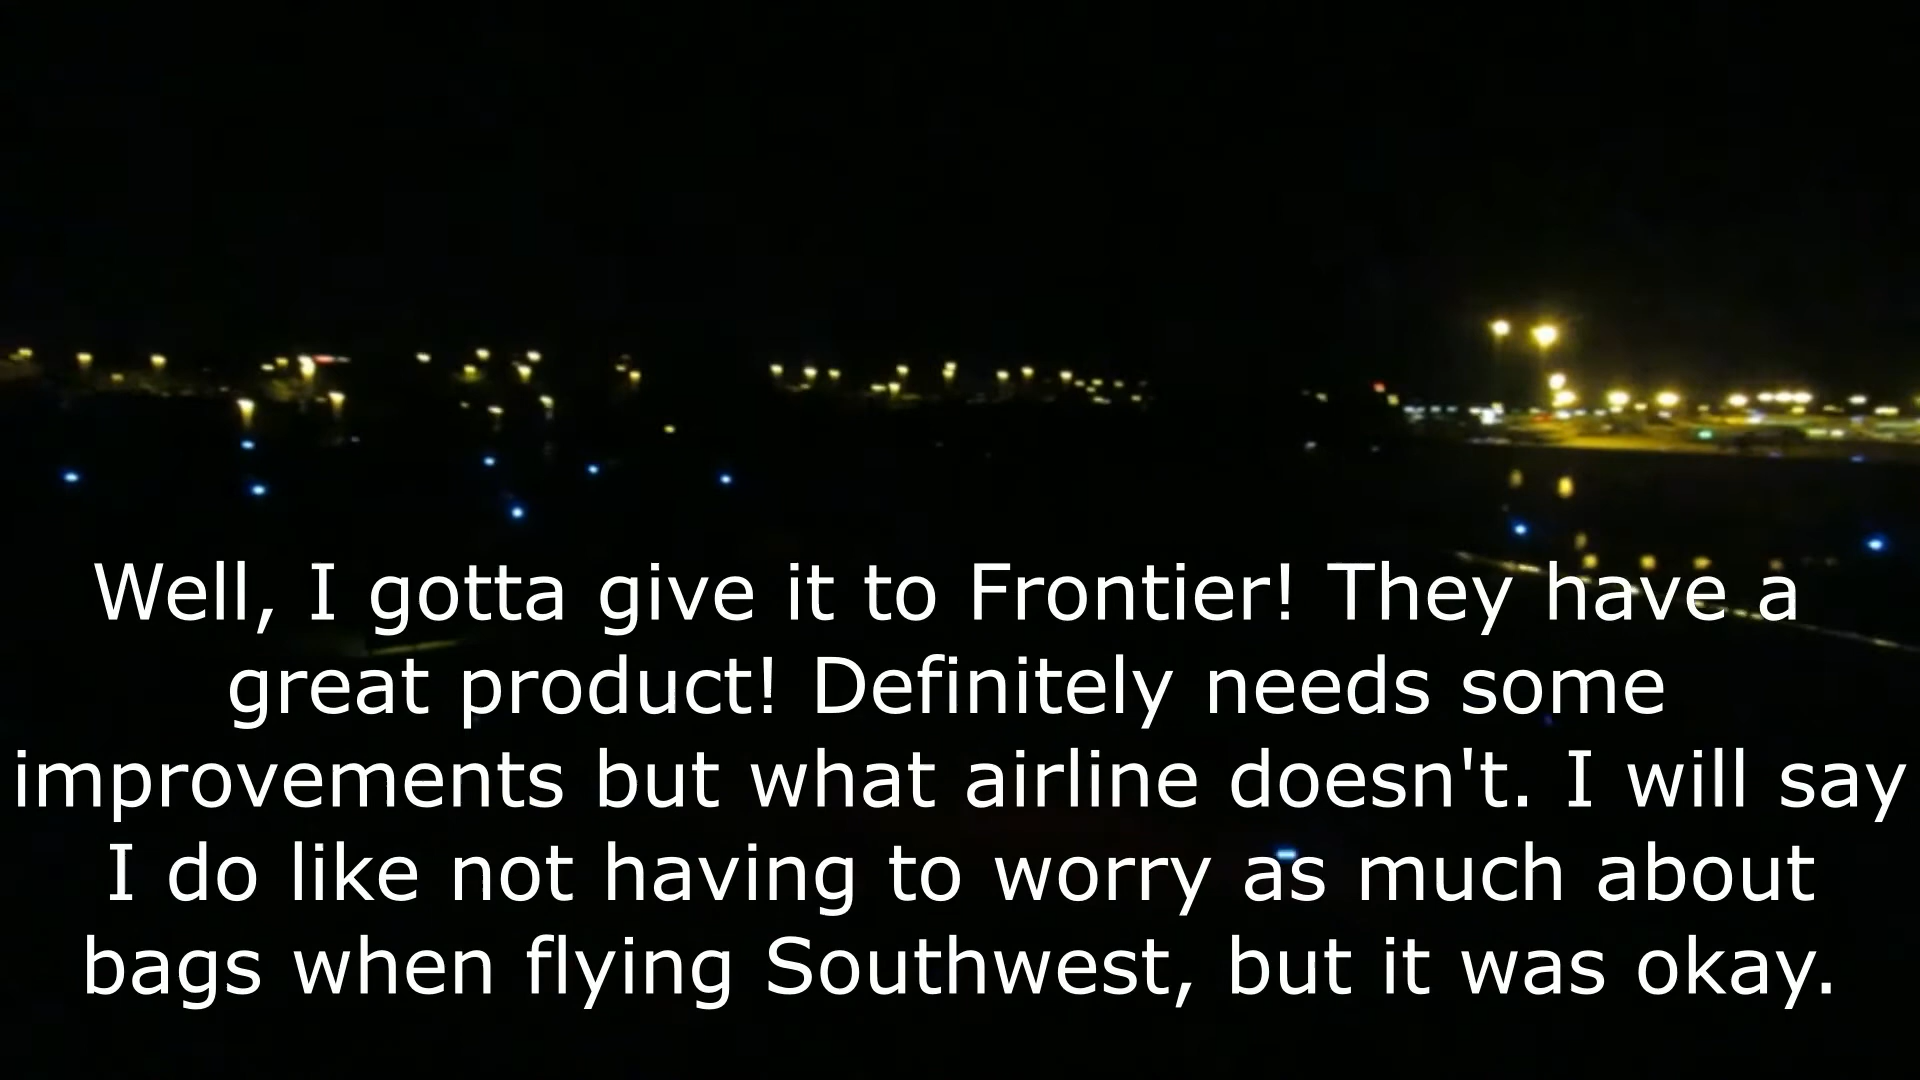 Well, I gotta give it to Frontier! They have a
great product! Definitely needs some
improvements but what airline doesn't. I will say
I do like not having to worry as much about
bags when flying Southwest, but it was okay.